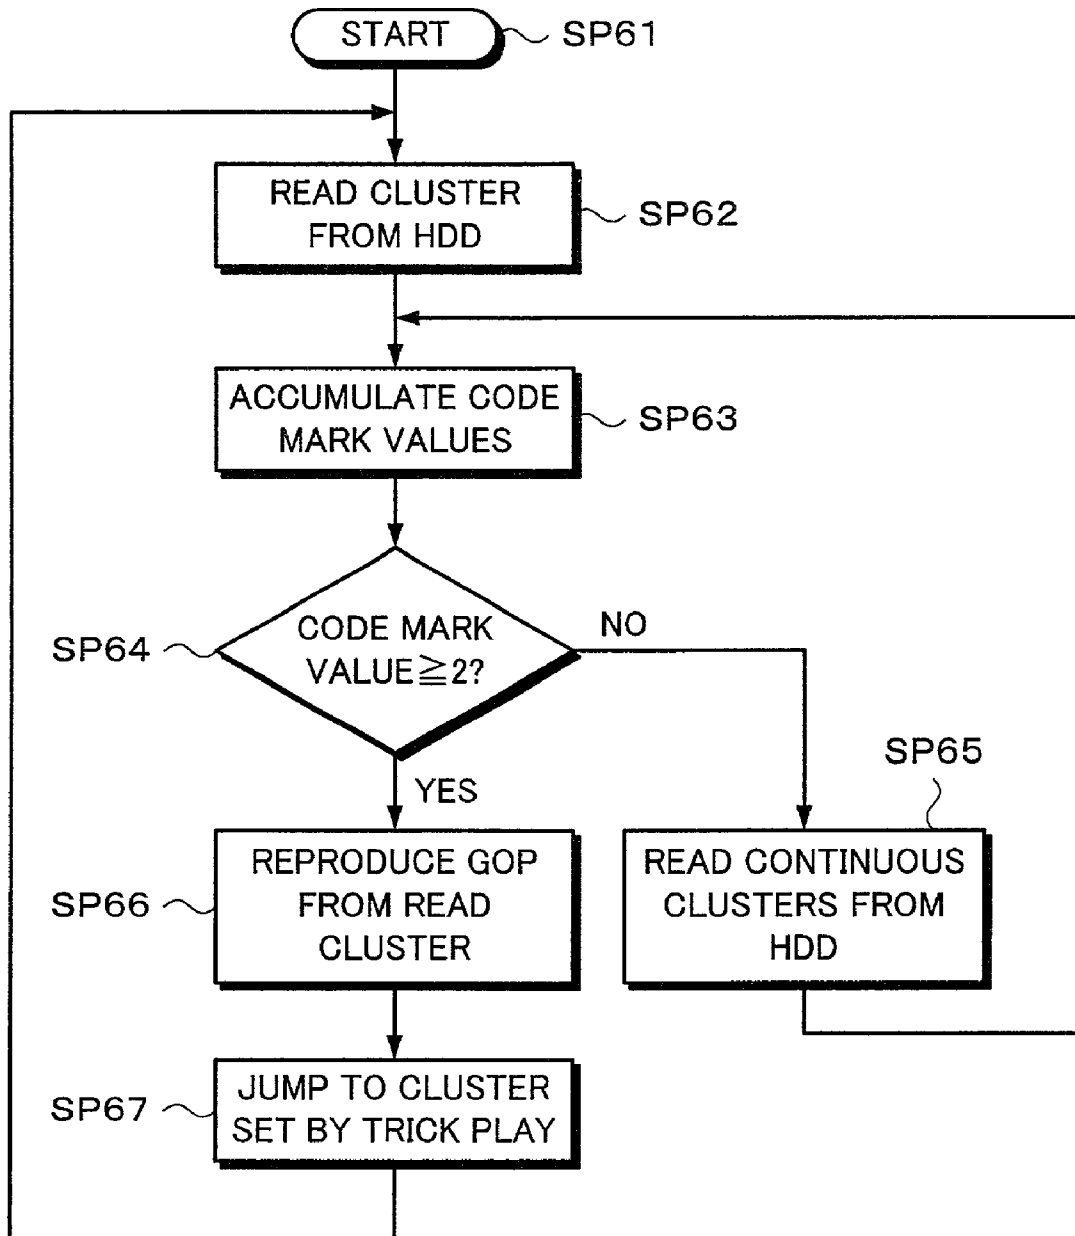 START
SP61
READ CLUSTER
FROM HDD
SP62
ACCUMULATE CODE
MARK VALUES
SP63
CODE MARK
VALUE≧2?
SP64
NO
YES
SP65
READ CONTINUOUS
CLUSTERS FROM
HDD
REPRODUCE GOP
FROM READ
CLUSTER
SP66
JUMP TO CLUSTER
SET BY TRICK PLAY
SP67